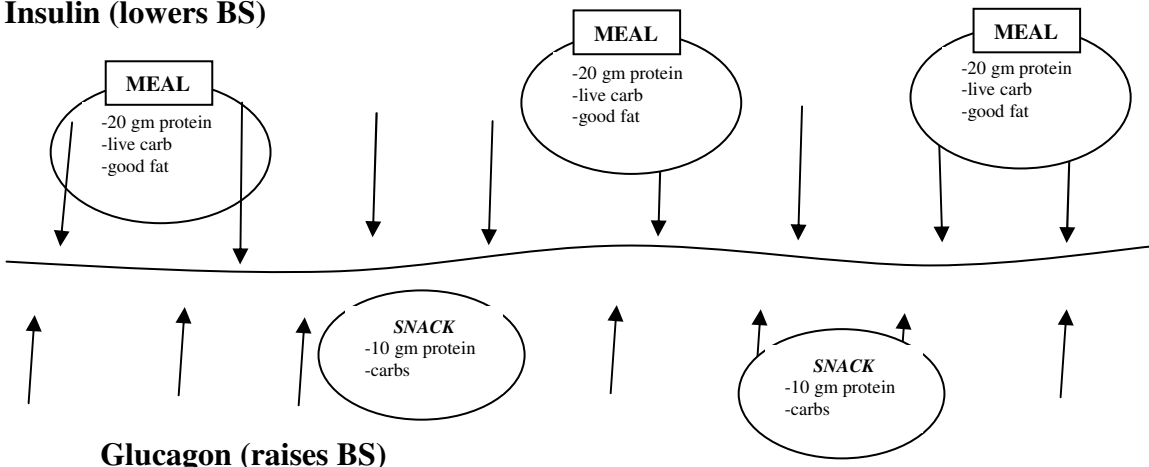 Insulin (lowers BS)
MEAL
-20 gm protein
-live carb
-good fat
MEAL
-20 gm protein
-live carb
-good fat
MEAL
-20 gm protein
-live carb
-good fat
SNACK
-10 gm protein
-carbs
SNACK
-10 gm protein
-carbs
Glucagon (raises BS)